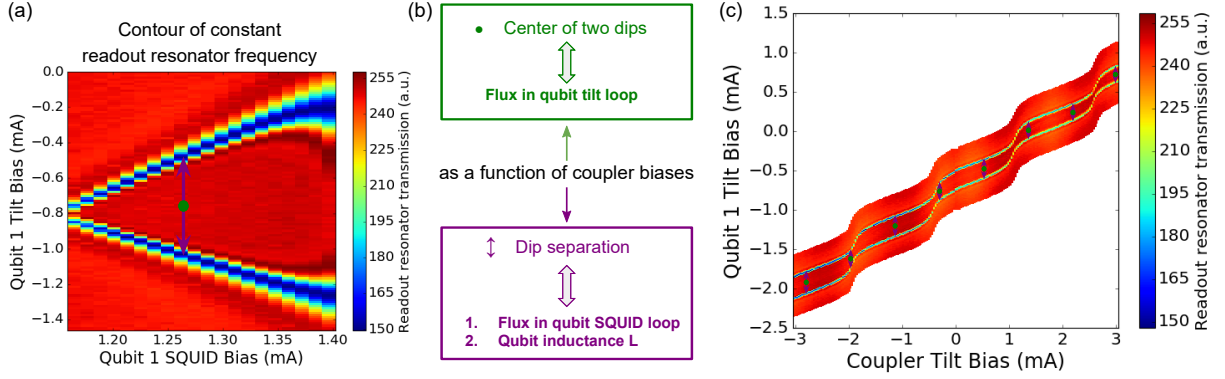 (a)
Contour of constant
readout resonator frequency
Qubit 1 Tilt Bias (mA)
0.0
−0.2
−0.4
−0.6
−0.8
−1.0
−1.2
−1.4
1.20
1.25
1.30
1.35
1.40
Qubit 1 SQUID Bias (mA)
255
240
225
210
195
180
165
150
Readout resonator transmission (a.u.)
(b)
Center of two dips
Flux in qubit tilt loop
as a function of coupler biases
Dip separation
1. Flux in qubit SQUID loop
2. Qubit inductance L
(c)
Qubit 1 Tilt Bias (mA)
1.5
1.0
0.5
0.0
−0.5
−1.0
−1.5
−2.0
−2.5
−3
−2
−1
0
1
2
3
Coupler Tilt Bias (mA)
255
240
225
210
195
180
165
150
Readout resonator transmission (a.u.)